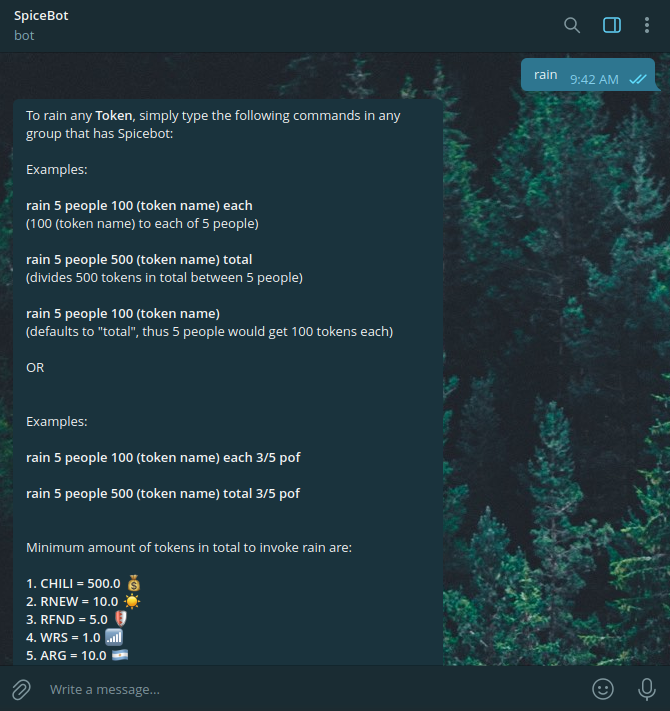 SpiceBot
bot
rain 9:42 AM
To rain any Token, simply type the following commands in any
group that has Spicebot:
Examples:
rain 5 people 100 (token name) each
(100 (token name) to each of 5 people)
rain 5 people 500 (token name) total
(divides 500 tokens in total between 5 people)
rain 5 people 100 (token name)
(defaults to "total", thus 5 people would get 100 tokens each)
OR
Examples:
rain 5 people 100 (token name) each 3/5 pof
rain 5 people 500 (token name) total 3/5 pof
Minimum amount of tokens in total to invoke rain are:
1. CHILI = 500.0 💰
2. RNEW = 10.0 ☀️
3. RFND = 5.0
4. WRS = 1.0 📶
5. ARG = 10.0 🇦🇷
Write a message...